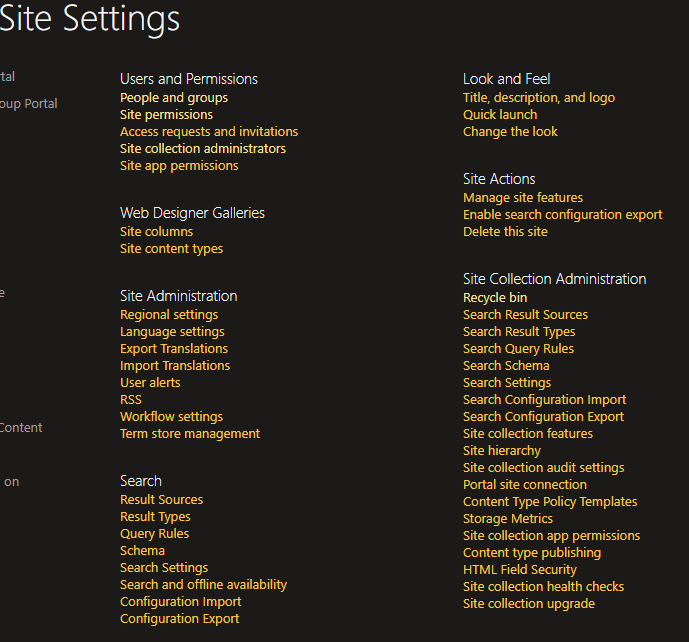 Site Settings
tal
oup Portal
e
Content
on
Users and Permissions
People and groups
Site permissions
Access requests and invitations
Site collection administrators
Site app permissions
Web Designer Galleries
Site columns
Site content types
Site Administration
Regional settings
Language settings
Export Translations
Import Translations
User alerts
RSS
Workflow settings
Term store management
Search
Result Sources
Result Types
Query Rules
Schema
Search Settings
Search and offline availability
Configuration Import
Configuration Export
Look and Feel
Title, description, and logo
Quick launch
Change the look
Site Actions
Manage site features
Enable search configuration export
Delete this site
Site Collection Administration
Recycle bin
Search Result Sources
Search Result Types
Search Query Rules
Search Schema
Search Settings
Search Configuration Import
Search Configuration Export
Site collection features
Site hierarchy
Site collection audit settings
Portal site connection
Content Type Policy Templates
Storage Metrics
Site collection app permissions
Content type publishing
HTML Field Security
Site collection health checks
Site collection upgrade